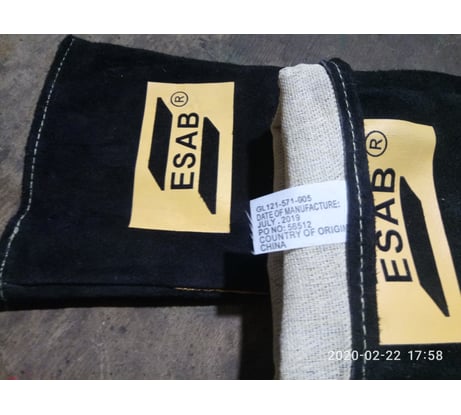 ESAB®
GL121-571-005
DATE OF MANUFACTURE:
JULY , 2019
PO NO: 56512
COUNTRY OF ORIGIN
CHINA
ESAB®
2020-02-22 17:58